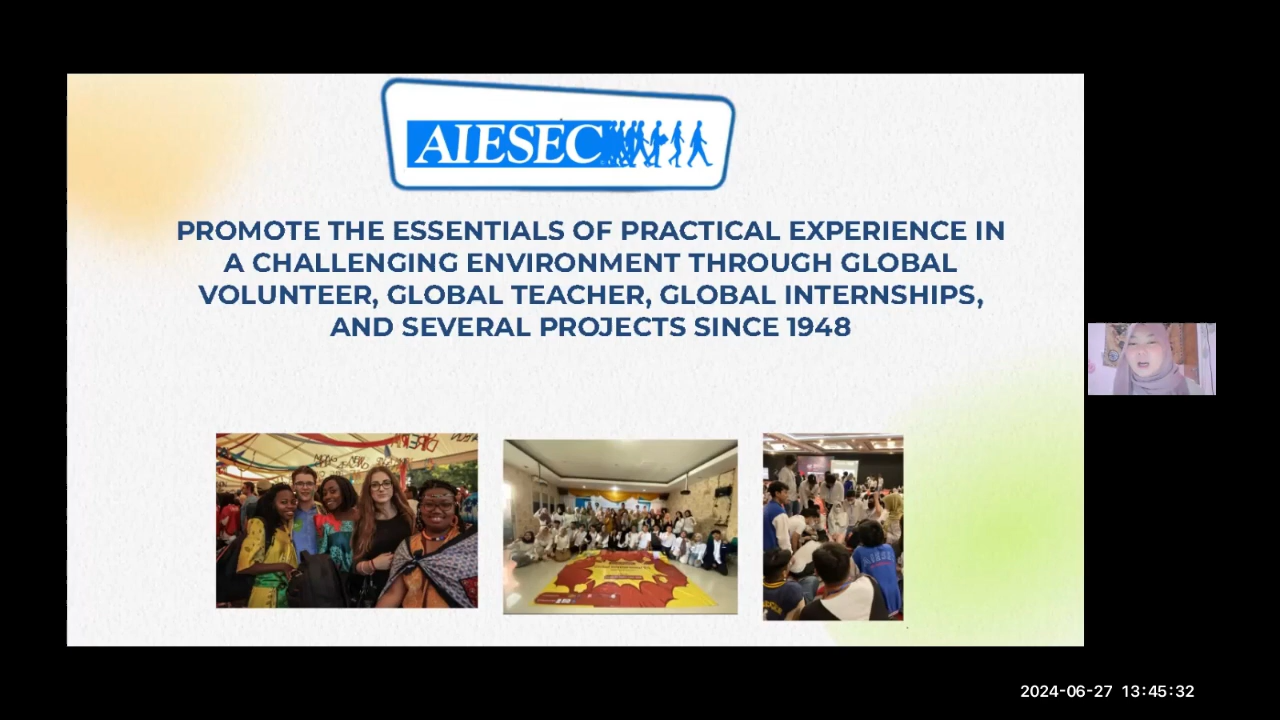 AIESEC
PROMOTE THE ESSENTIALS OF PRACTICAL EXPERIENCE IN
A CHALLENGING ENVIRONMENT THROUGH GLOBAL
VOLUNTEER, GLOBAL TEACHER, GLOBAL INTERNSHIPS,
AND SEVERAL PROJECTS SINCE 1948
2024-06-27 13:45:32